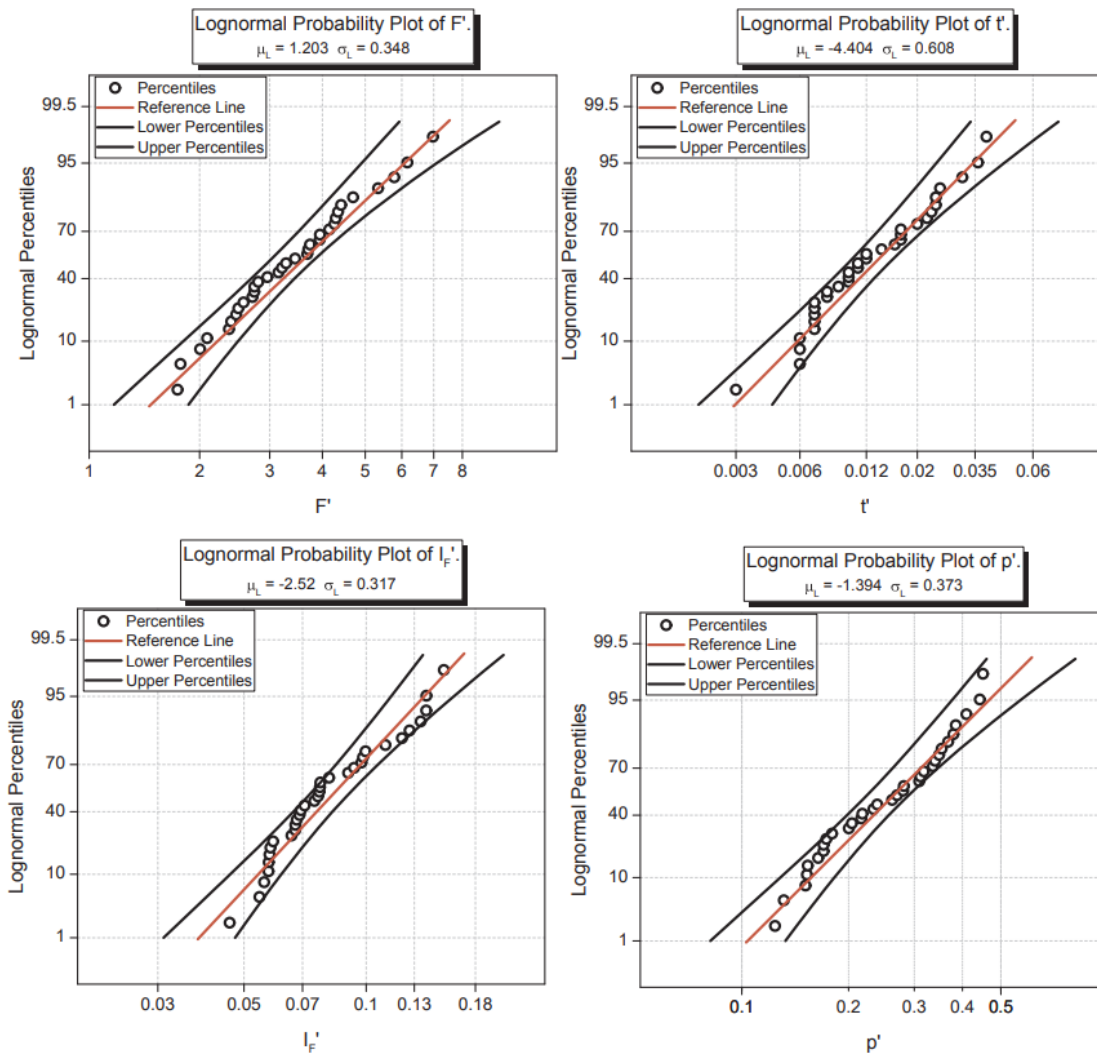 Lognormal Probability Plot of F'.
μL = 1.203 σL = 0.348
Percentiles
Reference Line
Lower Percentiles
Upper Percentiles
99.5
95
70
40
10
1
Lognormal Percentiles
1 2 3 4 5 6 7 8
F'
Lognormal Probability Plot of t'.
μL = -4.404 σL = 0.608
Percentiles
Reference Line
Lower Percentiles
Upper Percentiles
99.5
95
70
40
10
1
Lognormal Percentiles
0.003 0.006 0.012 0.02 0.035 0.06
t'
Lognormal Probability Plot of IF'.
μL = -2.52 σL = 0.317
Percentiles
Reference Line
Lower Percentiles
Upper Percentiles
99.5
95
70
40
10
1
Lognormal Percentiles
0.03 0.05 0.07 0.1 0.13 0.18
IF'
Lognormal Probability Plot of p'.
μL = -1.394 σL = 0.373
Percentiles
Reference Line
Lower Percentiles
Upper Percentiles
99.5
95
70
40
10
1
Lognormal Percentiles
0.1 0.2 0.3 0.4 0.5
p'